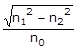 √(n₁² − n₂²)
n₀